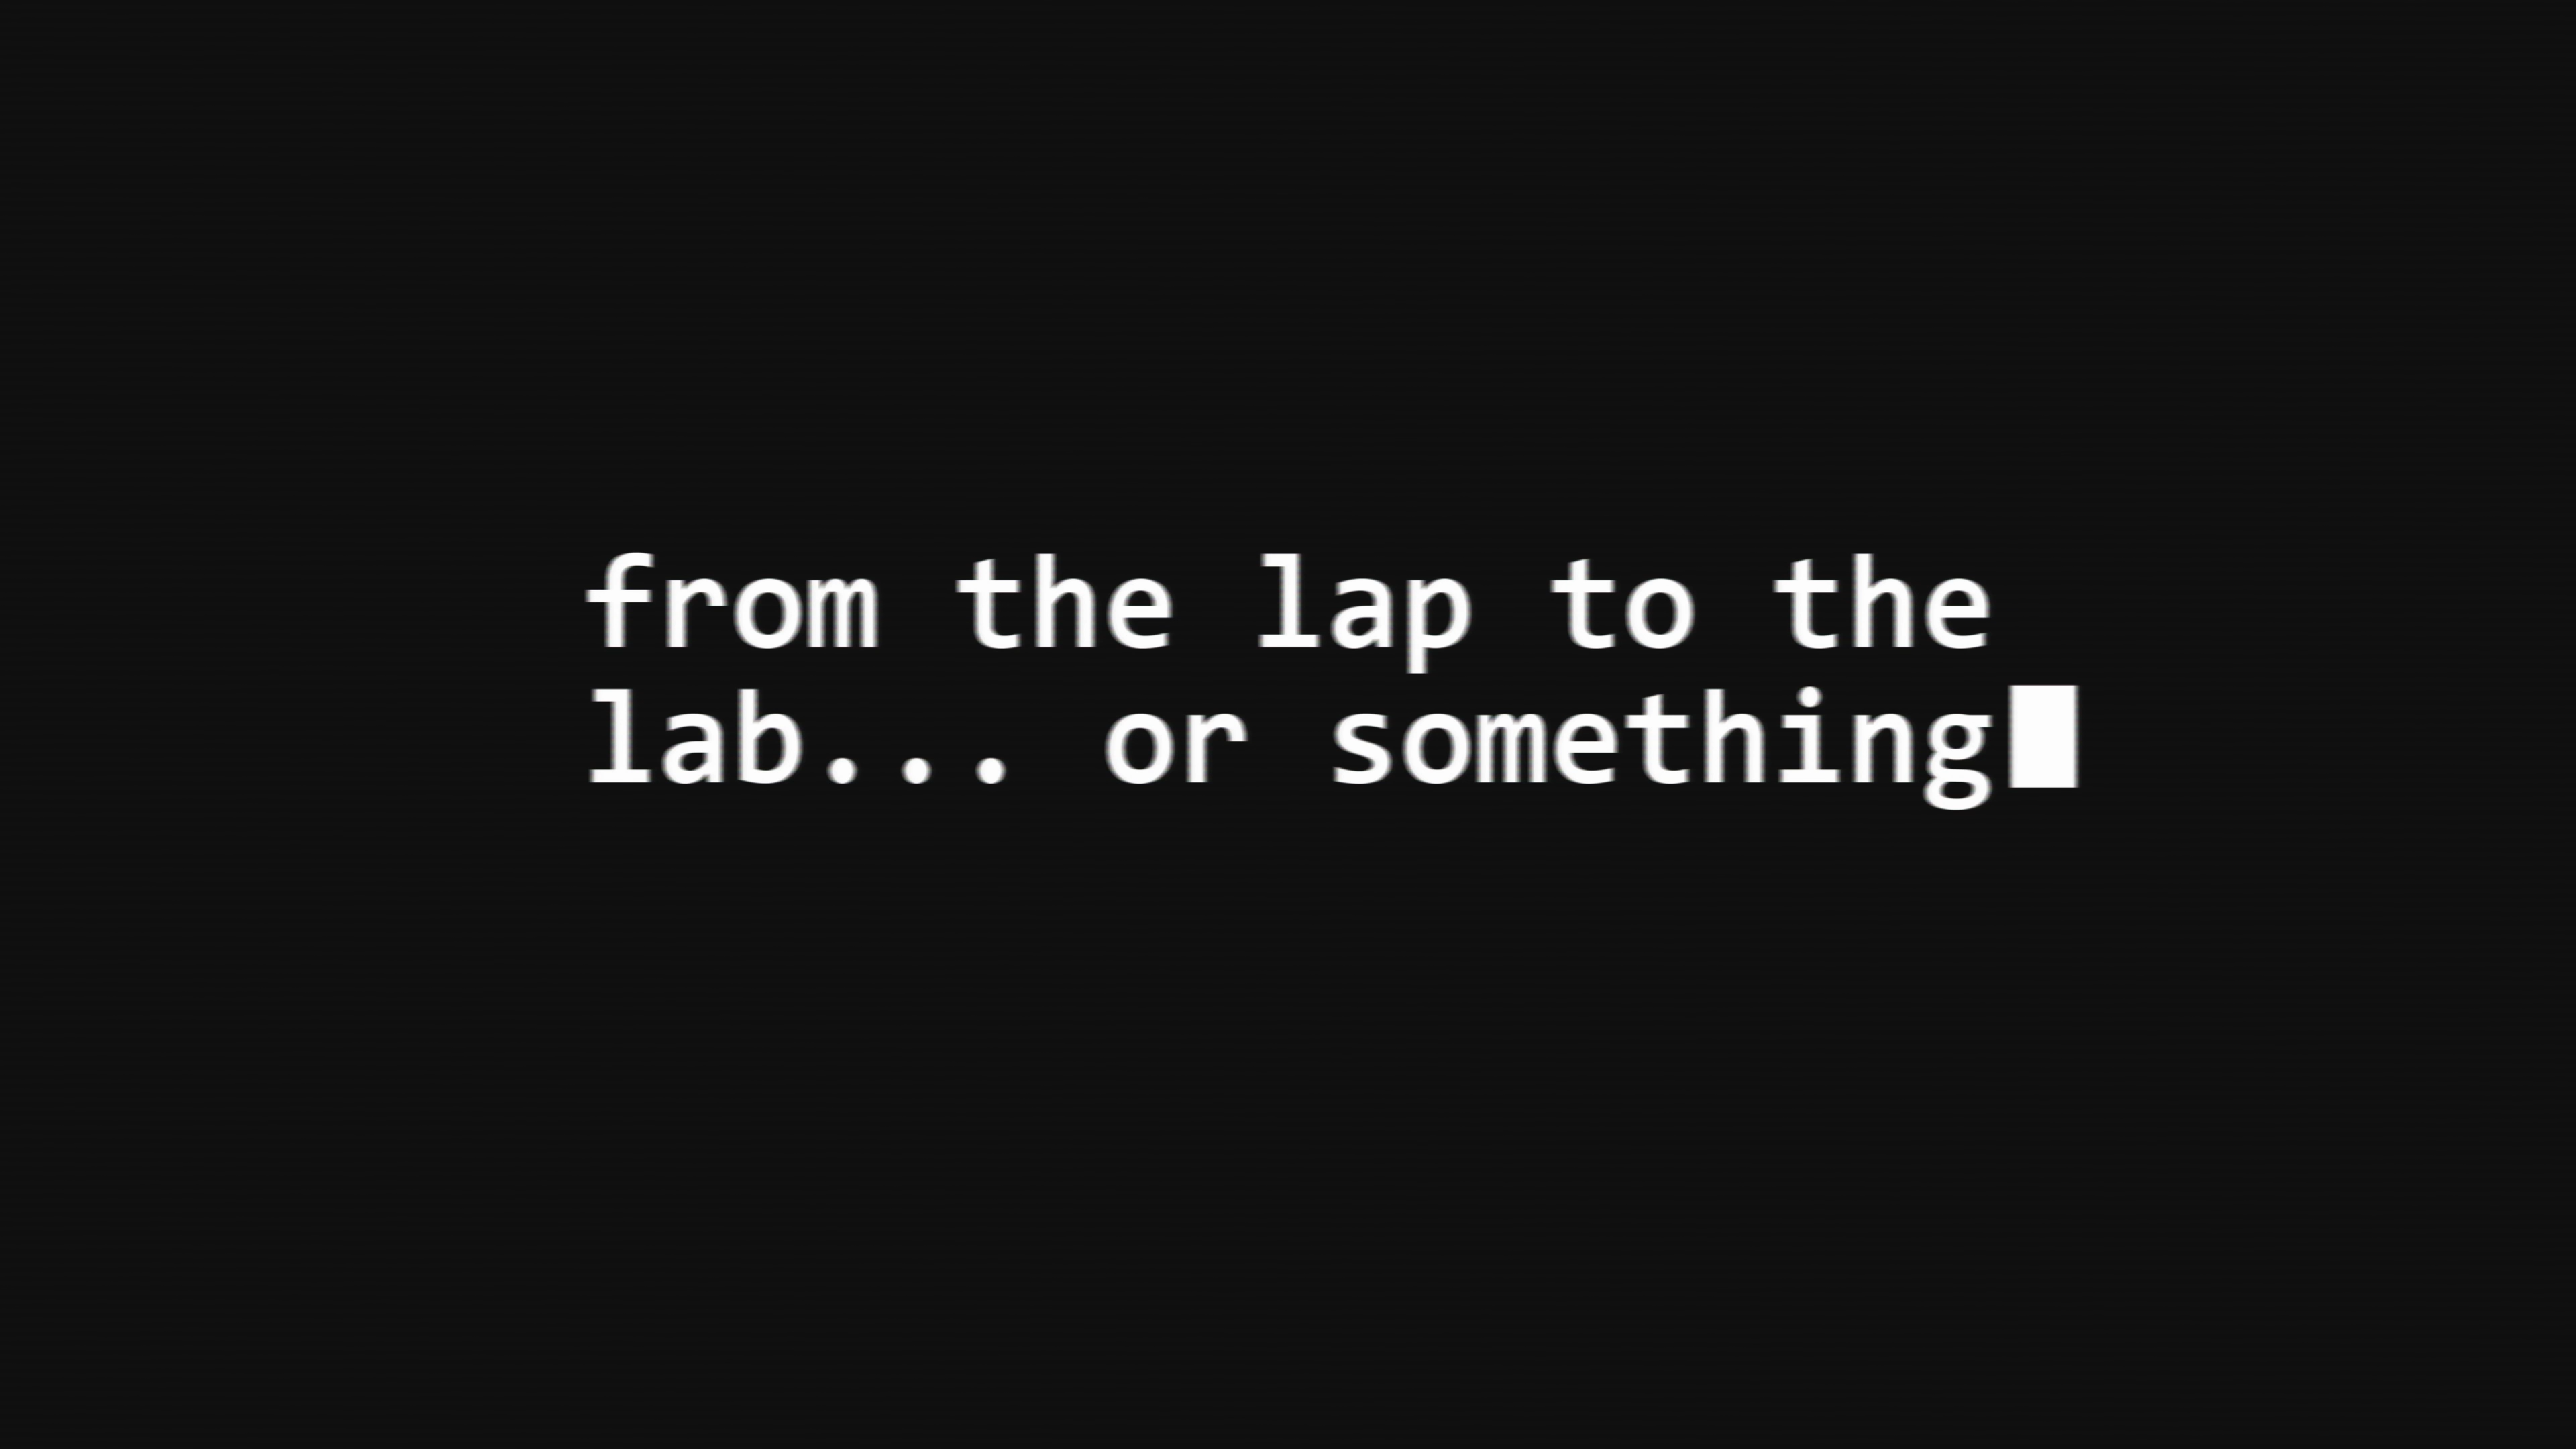 from the lap to the
lab... or something